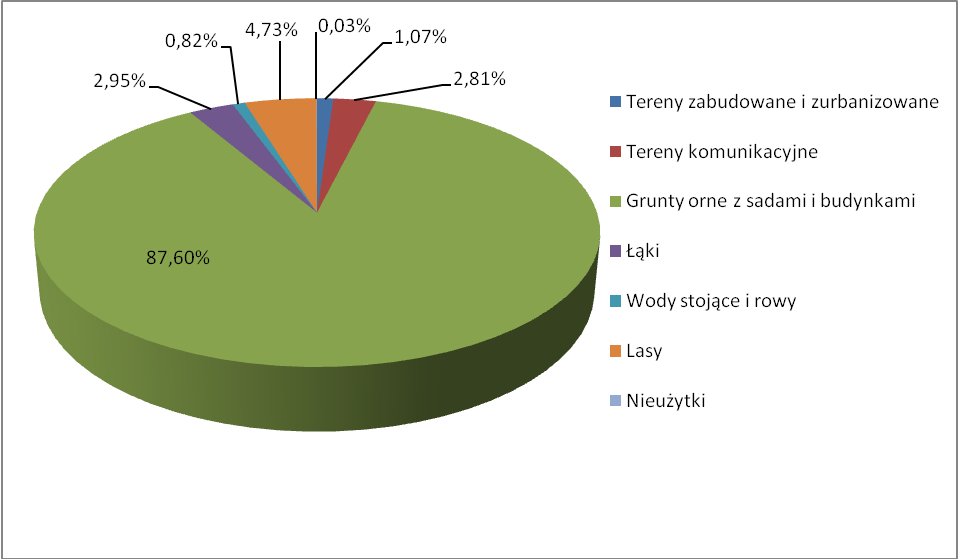 4,73%
0,03%
0,82%
1,07%
2,95%
2,81%
87,60%
Tereny zabudowane i zurbanizowane
Tereny komunikacyjne
Grunty orne z sadami i budynkami
Łąki
Wody stojące i rowy
Lasy
Nieużytki